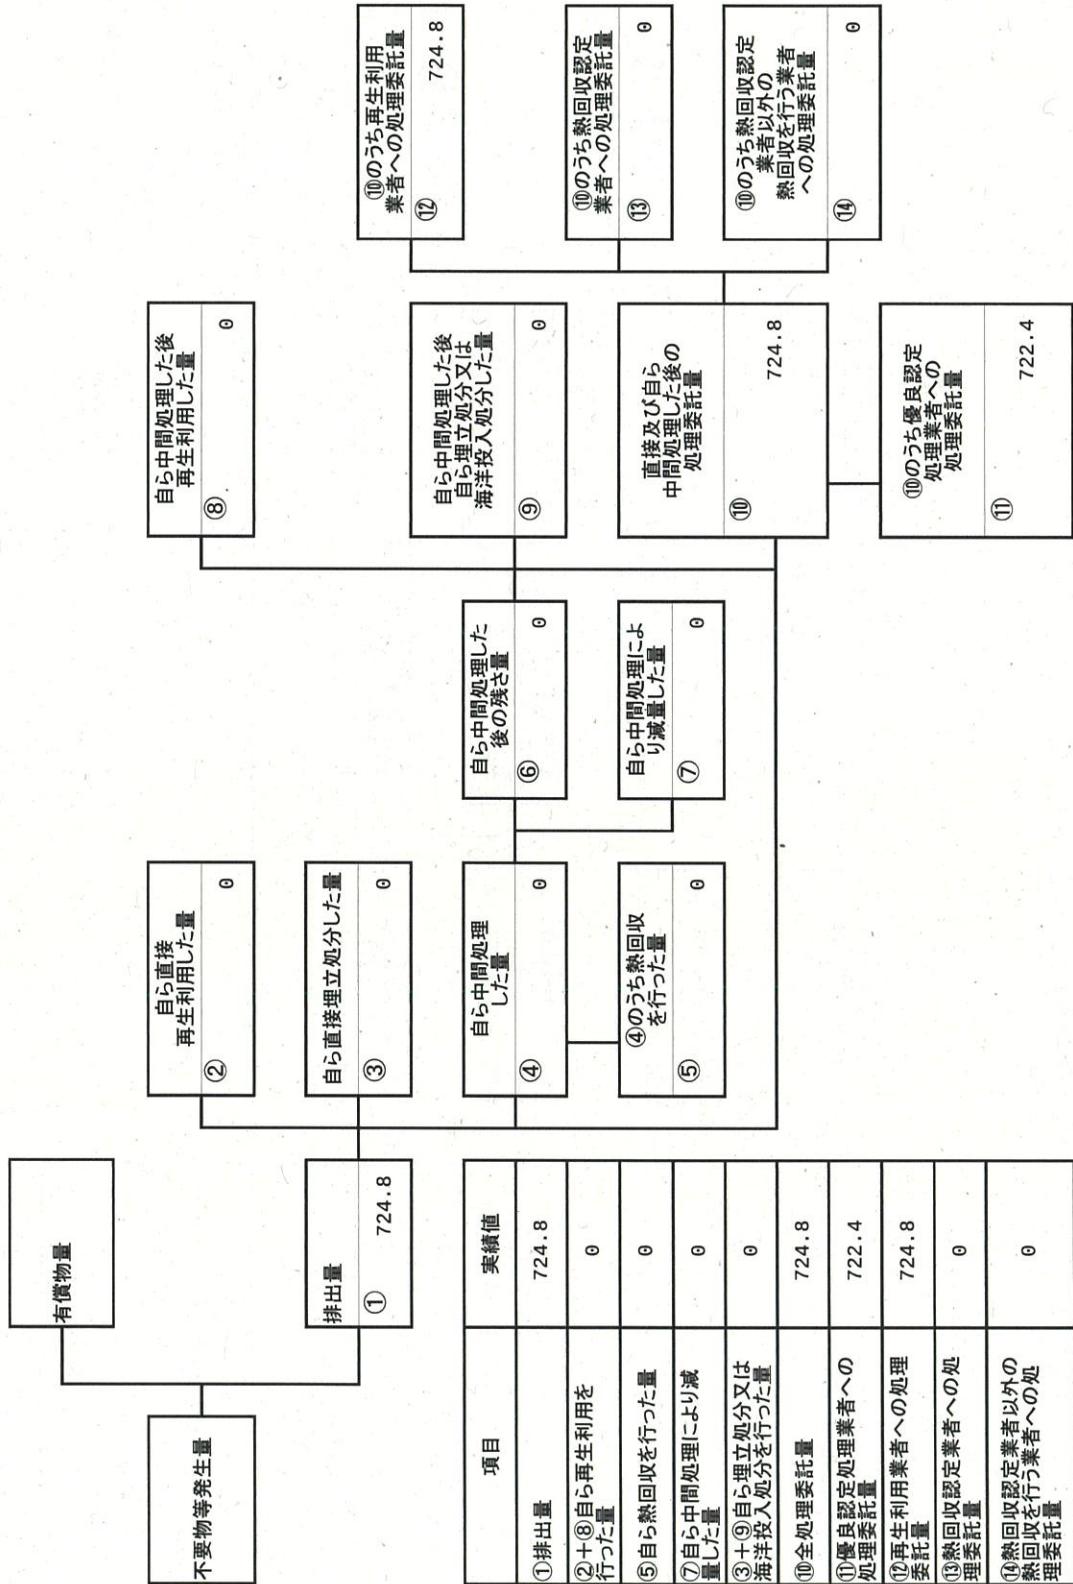 不要物等発生量
有償物量
排出量
① 724.8
自ら直接
再生利用した量
② 0
自ら直接埋立処分した量
③ 0
自ら中間処理
した量
④ 0
④のうち熱回収
を行った量
⑤ 0
自ら中間処理した
後の残さ量
⑥ 0
自ら中間処理によ
り減量した量
⑦ 0
自ら中間処理した後
再生利用した量
⑧ 0
自ら中間処理した後
自ら埋立処分又は
海洋投入処分した量
⑨ 0
直接及び自ら
中間処理した後の
処理委託量
⑩ 724.8
⑩のうち優良認定
処理業者への
処理委託量
⑪ 722.4
⑩のうち再生利用
業者への処理委託量
⑫ 724.8
⑩のうち熱回収認定
業者への処理委託量
⑬ 0
⑩のうち熱回収認定
業者以外の
熱回収を行う業者
への処理委託量
⑭ 0
項目 実績値
①排出量 724.8
②+⑧自ら再生利用を
行った量 0
⑤自ら熱回収を行った量 0
⑦自ら中間処理により減
量した量 0
③+⑨自ら埋立処分又は
海洋投入処分を行った量 0
⑩全処理委託量 724.8
⑪優良認定処理業者への
処理委託量 722.4
⑫再生利用業者への処理
委託量 724.8
⑬熱回収認定業者への処
理委託量 0
⑭熱回収認定業者以外の
熱回収を行う業者への処
理委託量 0